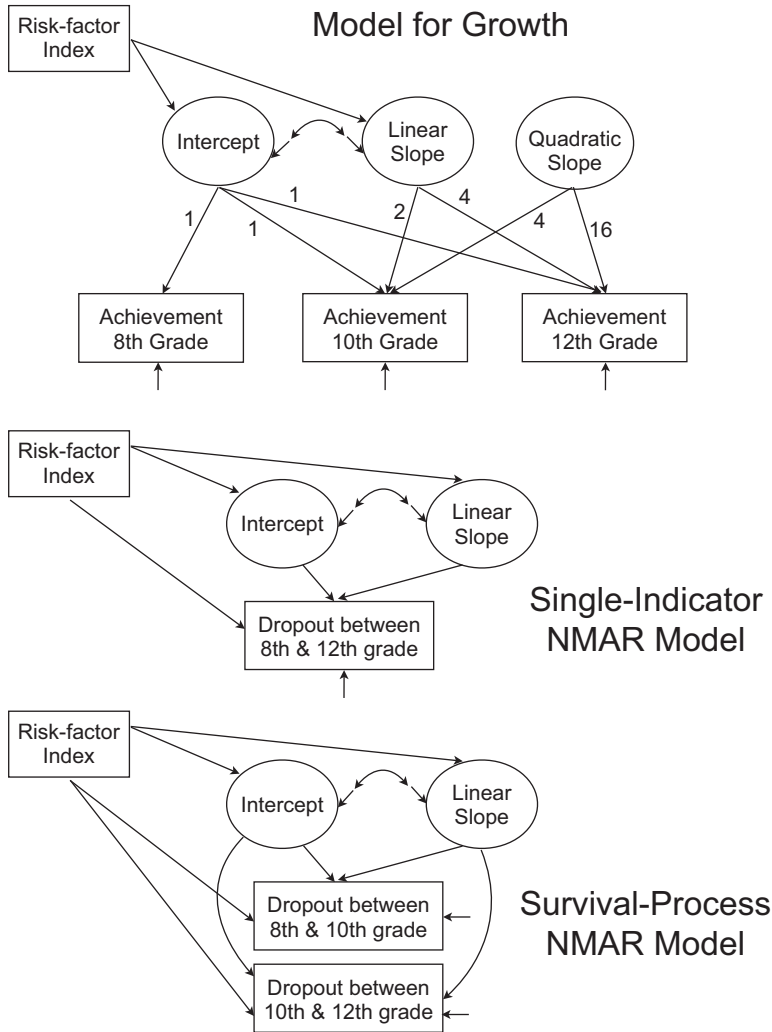 Model for Growth
Risk-factor
Index
Intercept
Linear
Slope
Quadratic
Slope
1
1
1
2
4
4
16
Achievement
8th Grade
Achievement
10th Grade
Achievement
12th Grade
Risk-factor
Index
Intercept
Linear
Slope
Dropout between
8th & 12th grade
Single-Indicator
NMAR Model
Risk-factor
Index
Intercept
Linear
Slope
Dropout between
8th & 10th grade
Dropout between
10th & 12th grade
Survival-Process
NMAR Model